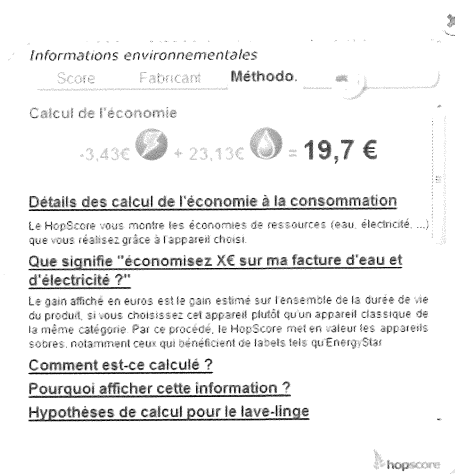 Informations environnementales
Score Fabricant Méthodo.
Calcul de l'économie
-3,43€ + 23,13€ = 19,7 €
Détails des calcul de l'économie à la consommation
Le HopScore vous montre les économies de ressources (eau, électricité, ...)
que vous réalisez grâce à l'appareil choisi.
Que signifie "économisez X€ sur ma facture d'eau et
d'électricité ?"
Le gain affiché en euros est le gain estimé sur l'ensemble de la durée de vie
du produit, si vous choisissez cet appareil plutôt qu'un appareil classique de
la même catégorie. Par ce procédé, le HopScore met en valeur les appareils
sobres, notamment ceux qui bénéficient de labels tels qu'EnergyStar
Comment est-ce calculé ?
Pourquoi afficher cette information ?
Hypothèses de calcul pour le lave-linge
hopscore